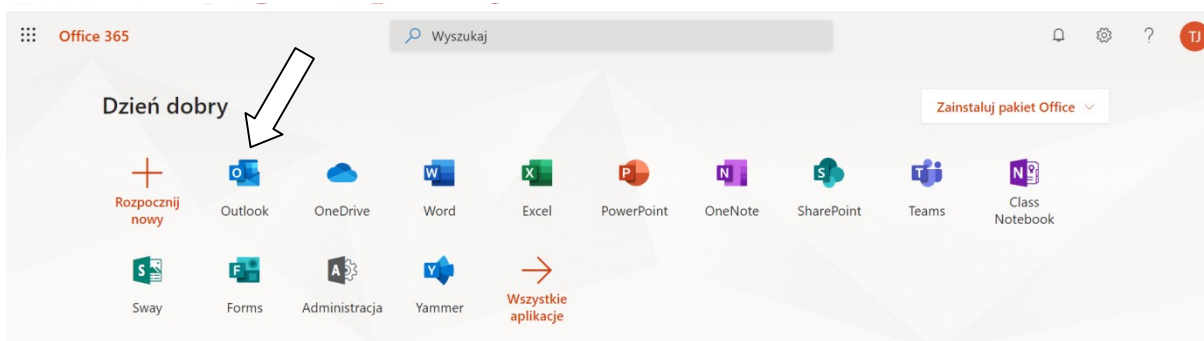 Office 365
Wyszukaj
?
TJ
Dzień dobry
Zainstaluj pakiet Office
Rozpocznij
nowy
Outlook
OneDrive
Word
Excel
PowerPoint
OneNote
SharePoint
Teams
Class
Notebook
Sway
Forms
Administracja
Yammer
Wszystkie
aplikacje